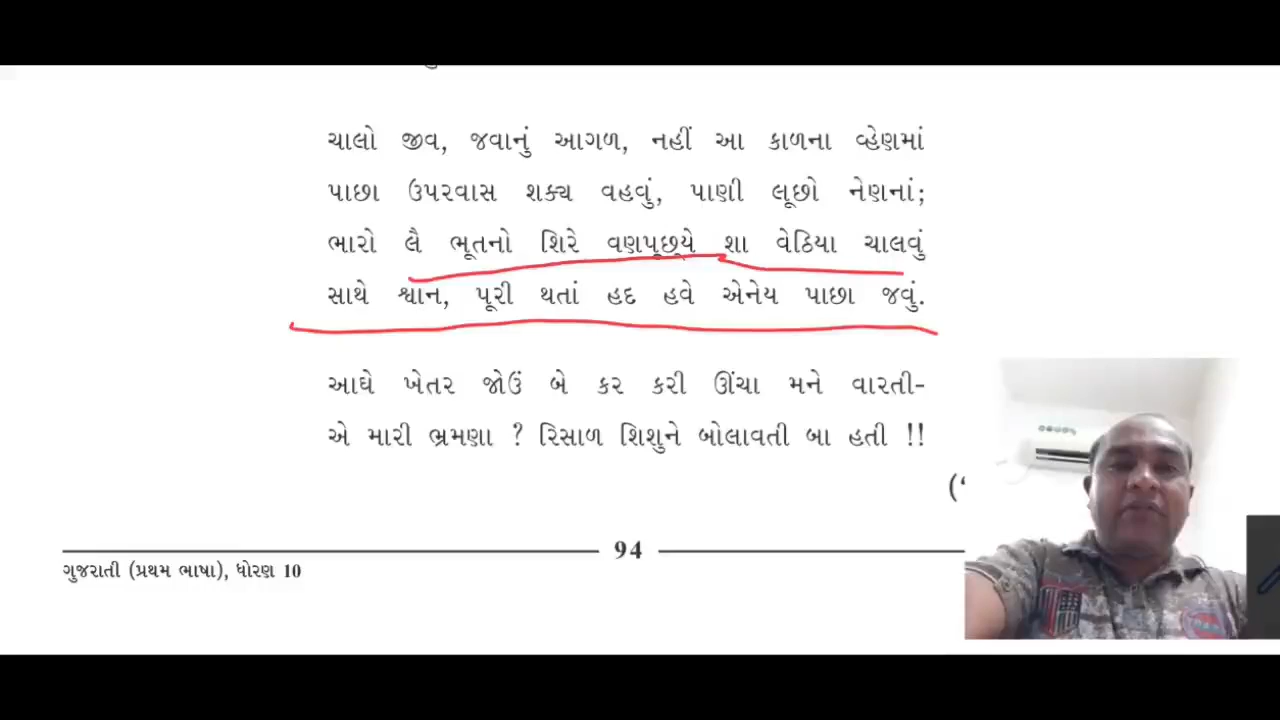 ચાલો જીવ, જવાનું આગળ, નહીં આ કાળના વ્હેણમાં
પાછા ઉપરવાસ શક્ય વહવું, પાણી લૂછો નેણનાં;
ભારો લૈ ભૂતનો શિરે વણપૂછ્યે શા વેઠિયા ચાલવું
સાથે શ્વાન, પૂરી થતાં હદ હવે એનેય પાછા જવું.
આઘે ખેતર જોઉં બે કર કરી ઊંચા મને વારતી-
એ મારી ભ્રમણા ? રિસાળ શિશુને બોલાવતી બા હતી !!
(‘
94
ગુજરાતી (પ્રથમ ભાષા), ધોરણ 10